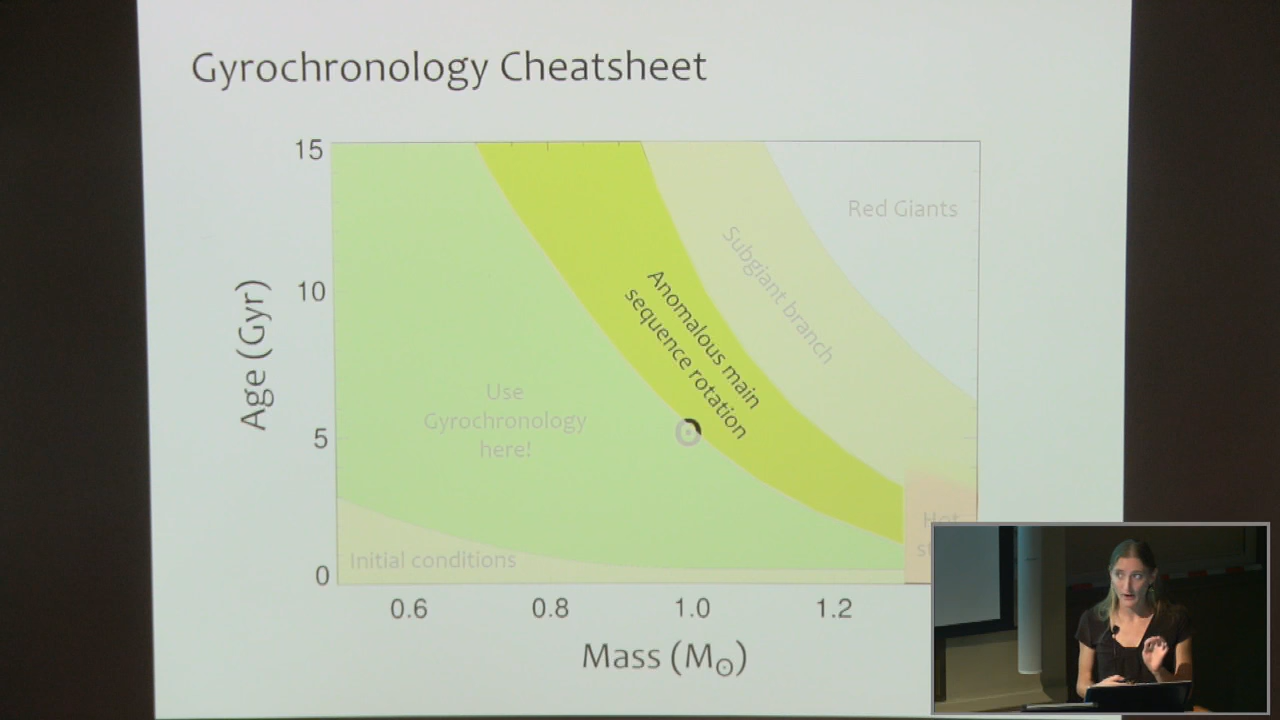 Gyrochronology Cheatsheet
15
10
5
0
Age (Gyr)
Red Giants
Subgiant branch
Anomalous main
sequence rotation
Use
Gyrochronology
here!
Initial conditions
0.6
0.8
1.0
1.2
Mass (M☉)